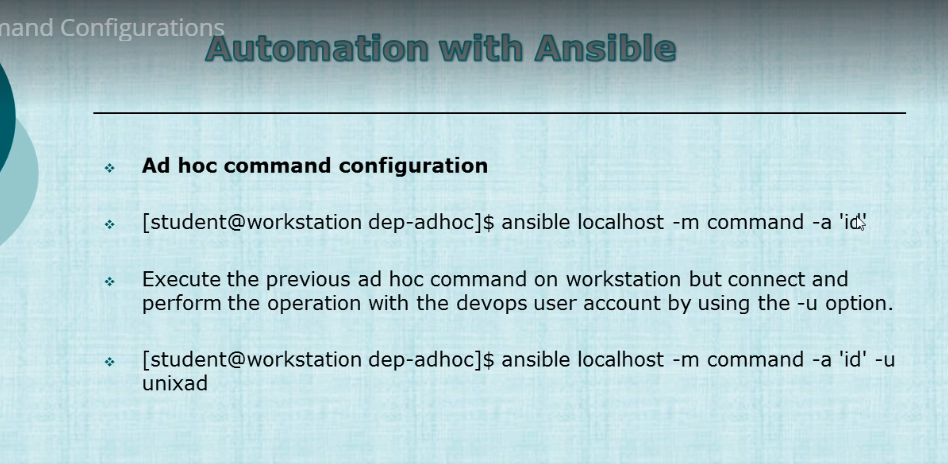 mand Configurations
Automation with Ansible
Ad hoc command configuration
[student@workstation dep-adhoc]$ ansible localhost -m command -a 'id'
Execute the previous ad hoc command on workstation but connect and
perform the operation with the devops user account by using the -u option.
[student@workstation dep-adhoc]$ ansible localhost -m command -a 'id' -u
unixad